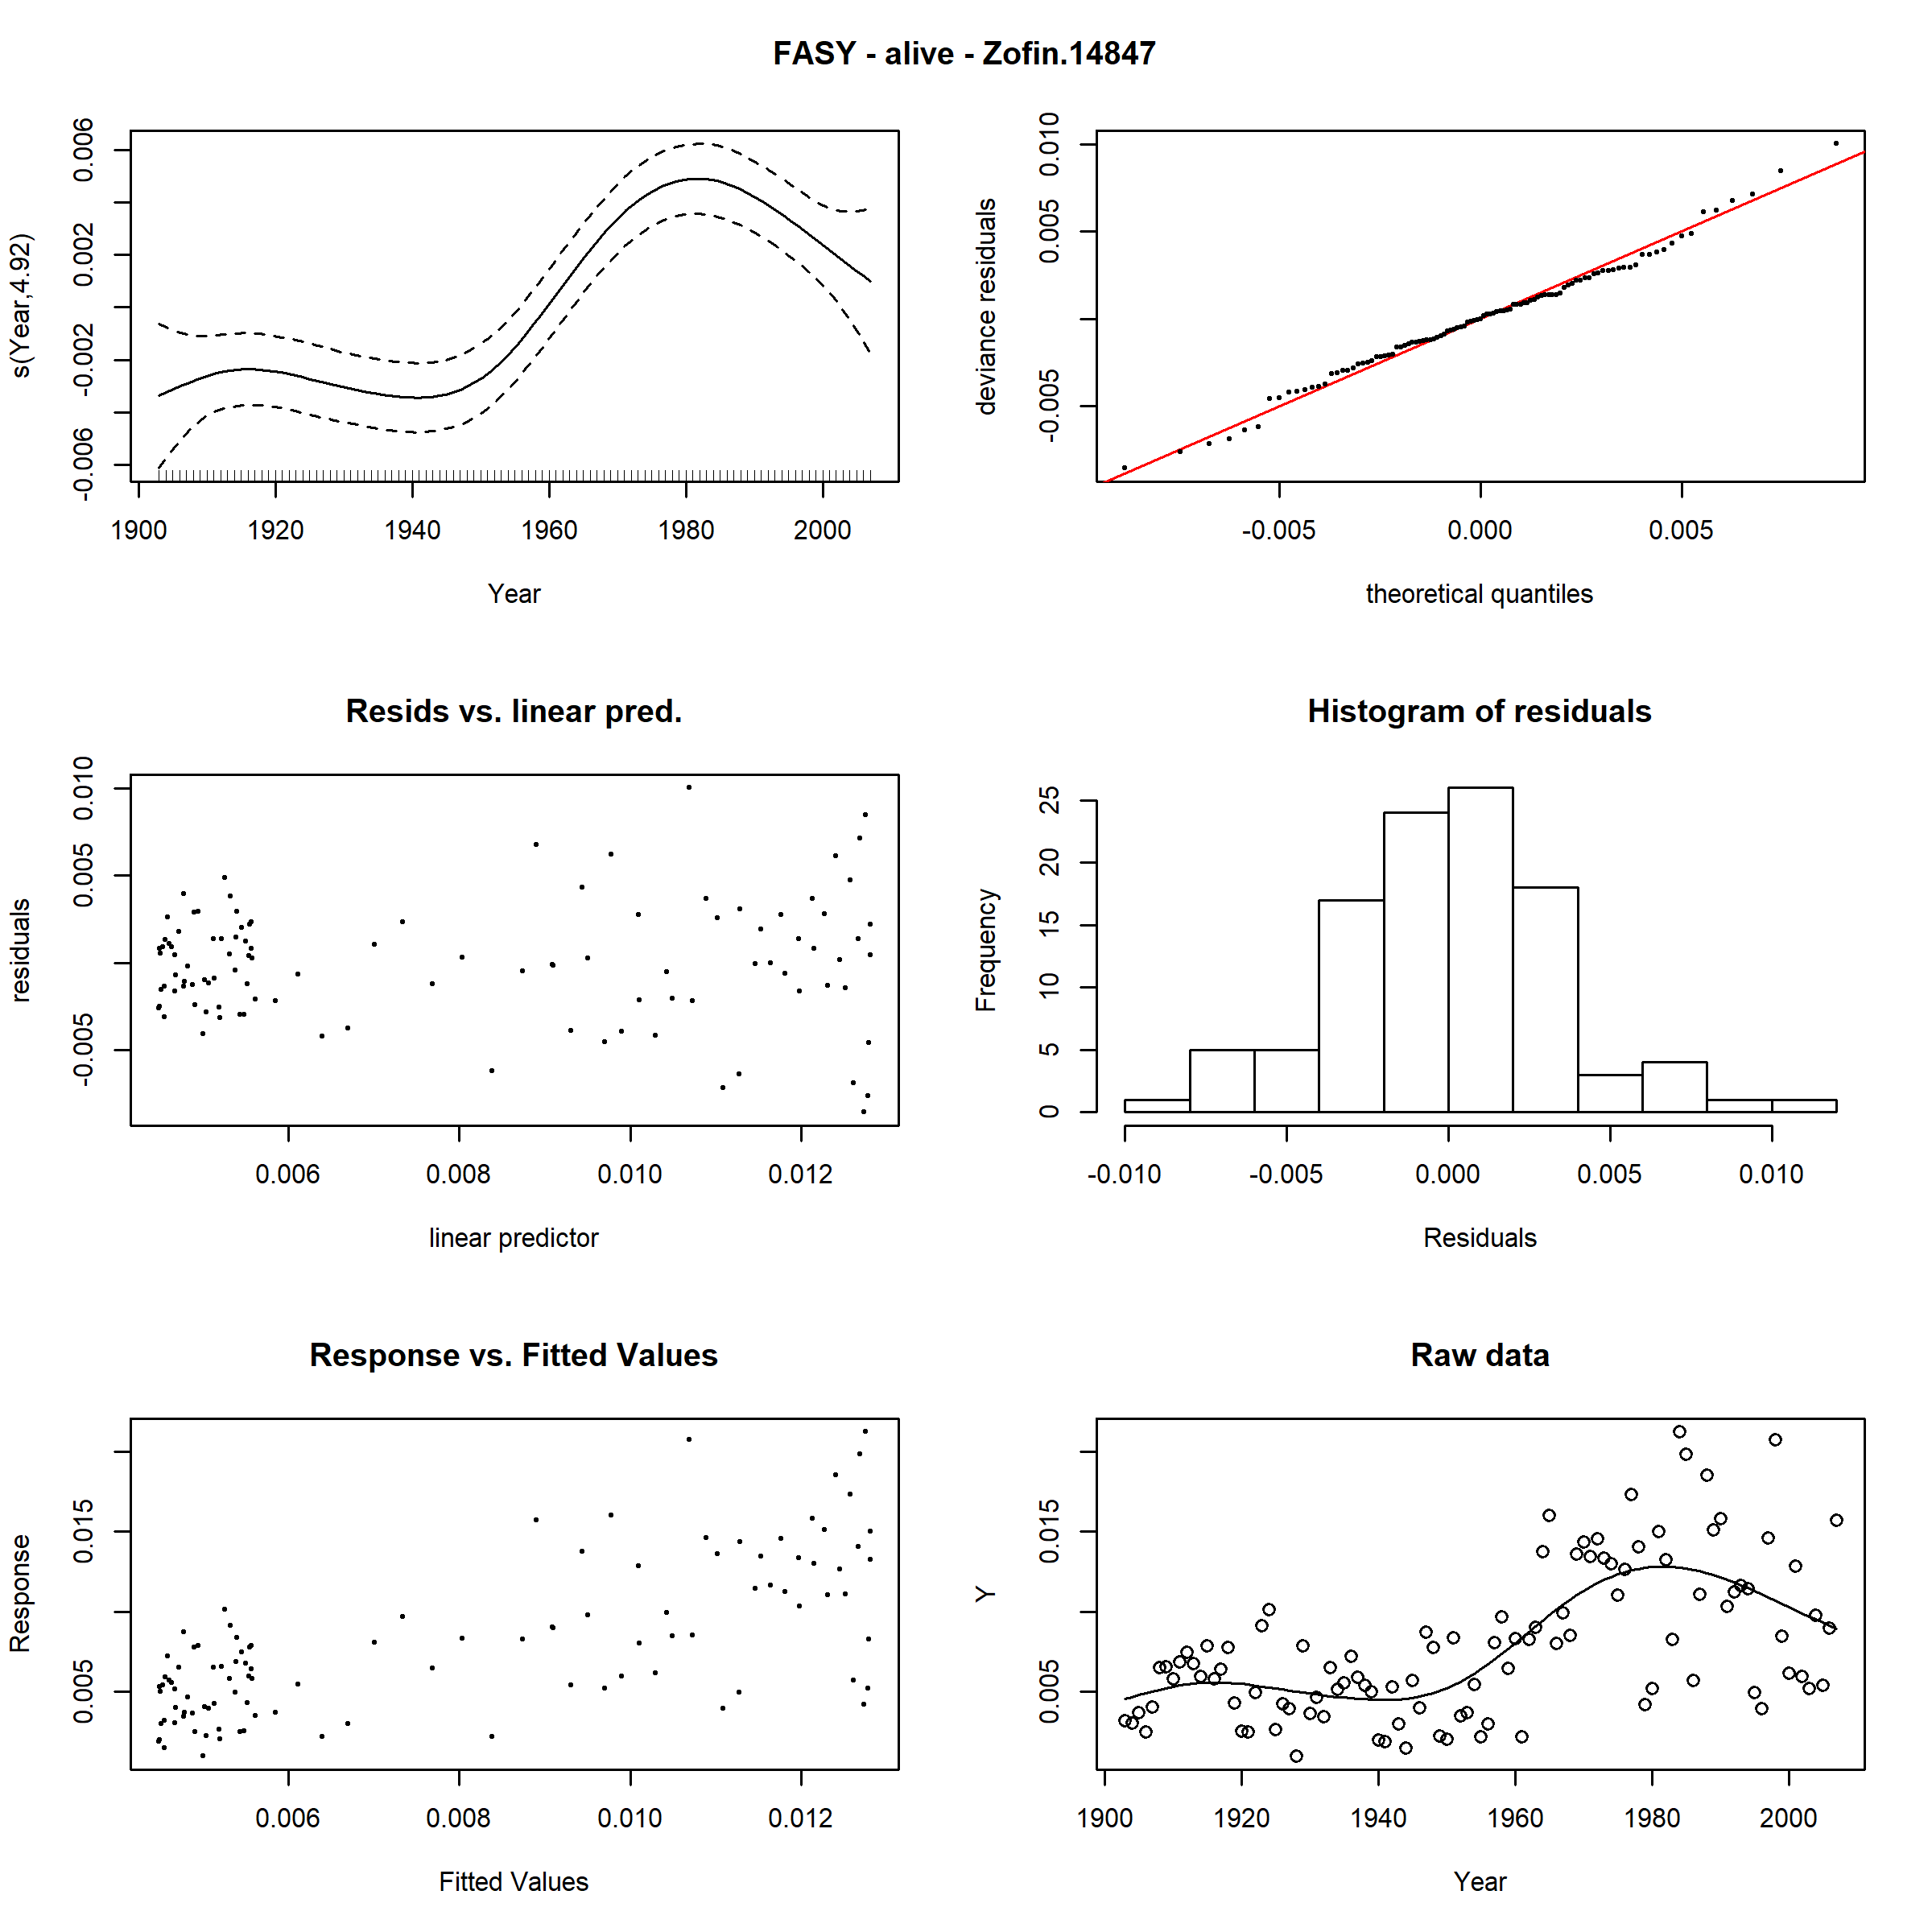 FASY - alive - Zofin.14847
s(Year,4.92)
-0.006
-0.002
0.002
0.006
1900 1920 1940 1960 1980 2000
Year
deviance residuals
-0.005
0.005
0.010
-0.005 0.000 0.005
theoretical quantiles
Resids vs. linear pred.
residuals
-0.005
0.005
0.010
0.006 0.008 0.010 0.012
linear predictor
Histogram of residuals
Frequency
0
5
10
15
20
25
-0.010 -0.005 0.000 0.005 0.010
Residuals
Response vs. Fitted Values
Response
0.005
0.015
0.006 0.008 0.010 0.012
Fitted Values
Raw data
Y
0.005
0.015
1900 1920 1940 1960 1980 2000
Year